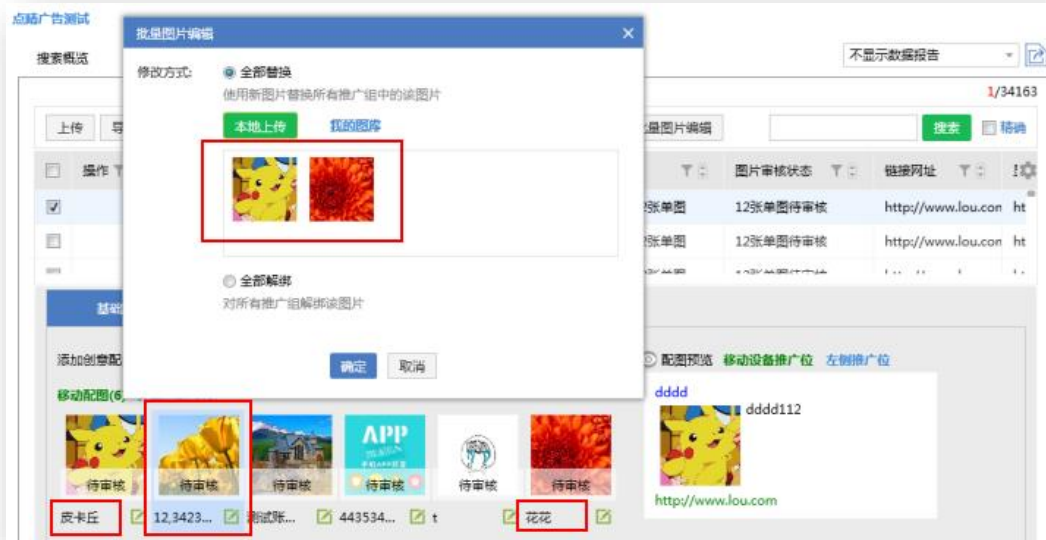 点睛广告测试
批量图片编辑
搜索概览
不显示数据报告
修改方式:
全部替换
使用新图片替换所有推广组中的该图片
1/34163
本地上传 我的图库
上传 导
批量图片编辑
搜索 精确
操作
图片审核状态 链接网址
张单图 12张单图待审核 http://www.lou.con ht
张单图 12张单图待审核 http://www.lou.con ht
全部解绑
对所有推广组解绑该图片
基础
确定 取消
添加创意配
配图预览 移动设备推广位 左侧推广位
移动配图(6)
dddd
dddd112
APP
待审核 待审核 待审核 待审核 待审核 待审核
http://www.lou.com
皮卡丘 12,3423... 测试账... 443534... t 花花